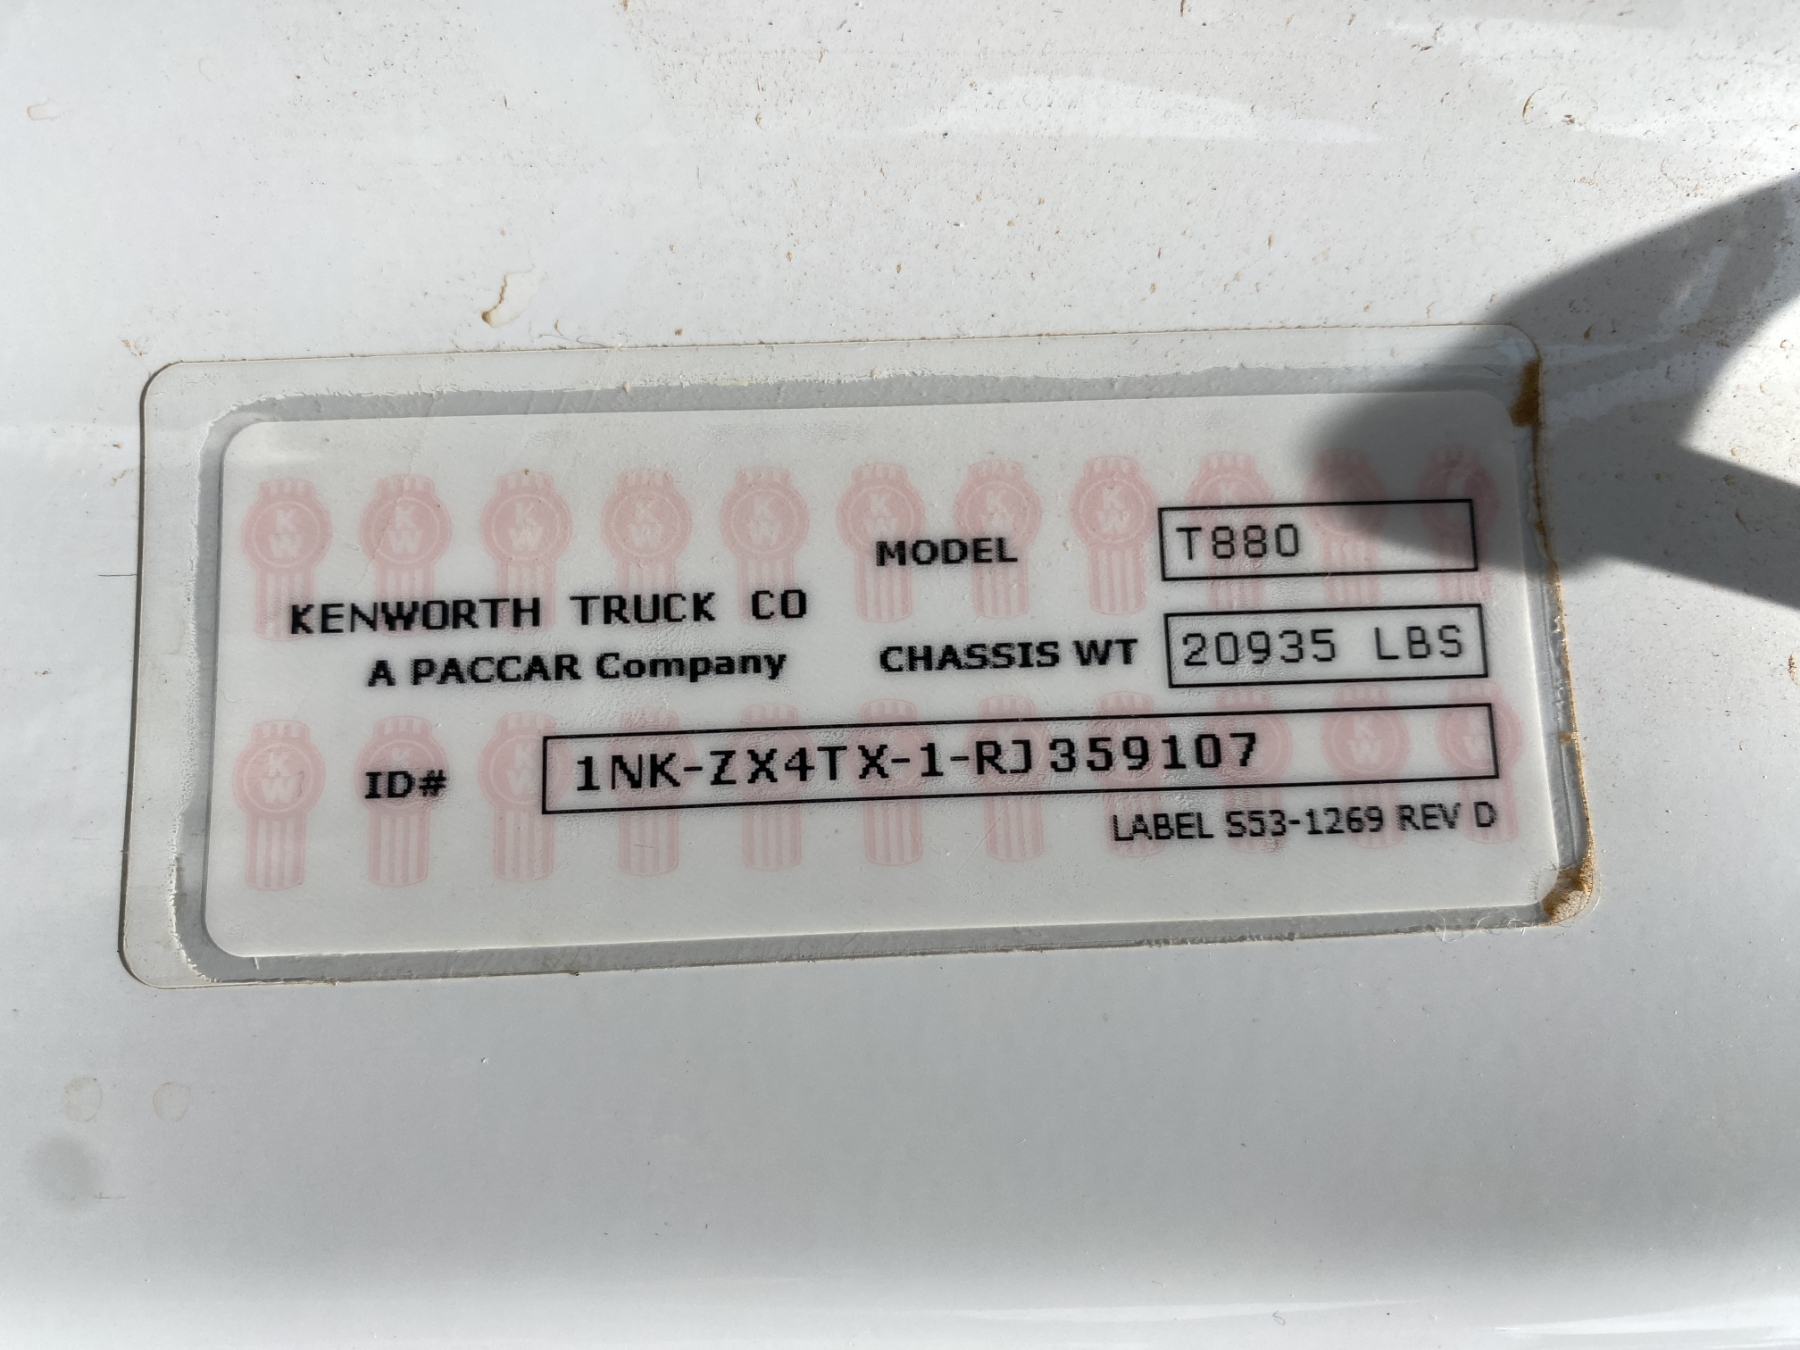 MODEL T880
KENWORTH TRUCK CO
A PACCAR Company
CHASSIS WT 20935 LBS
ID# 1NK-ZX4TX-1-RJ359107
LABEL S53-1269 REV D